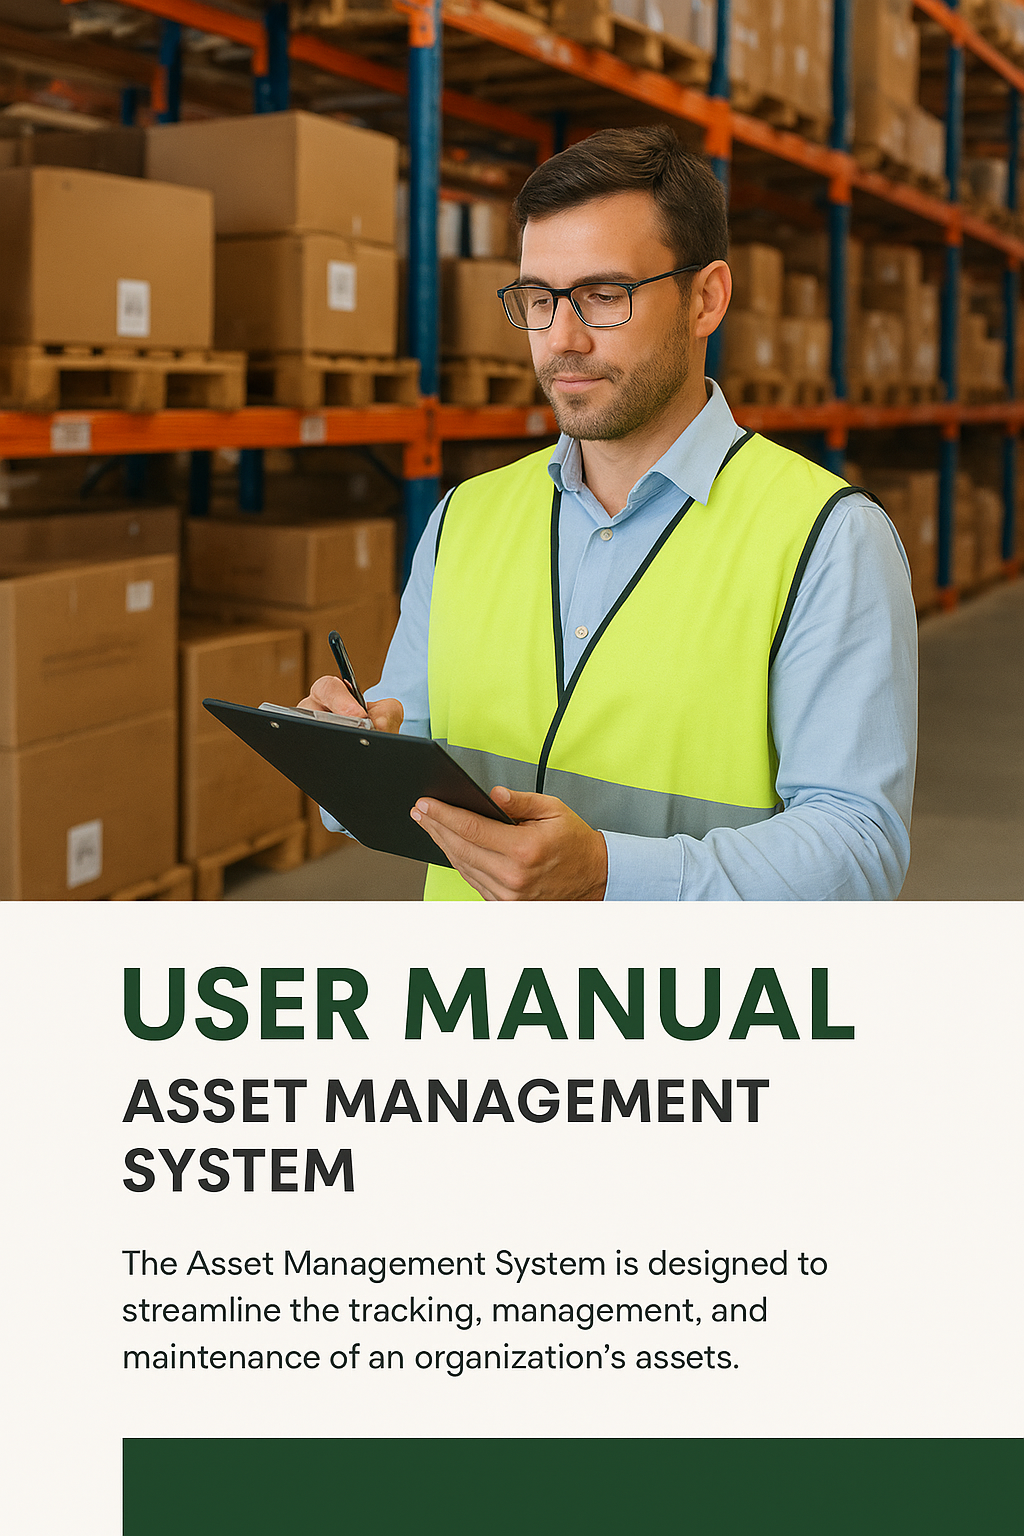 USER MANUAL
ASSET MANAGEMENT
SYSTEM
The Asset Management System is designed to
streamline the tracking, management, and
maintenance of an organization’s assets.